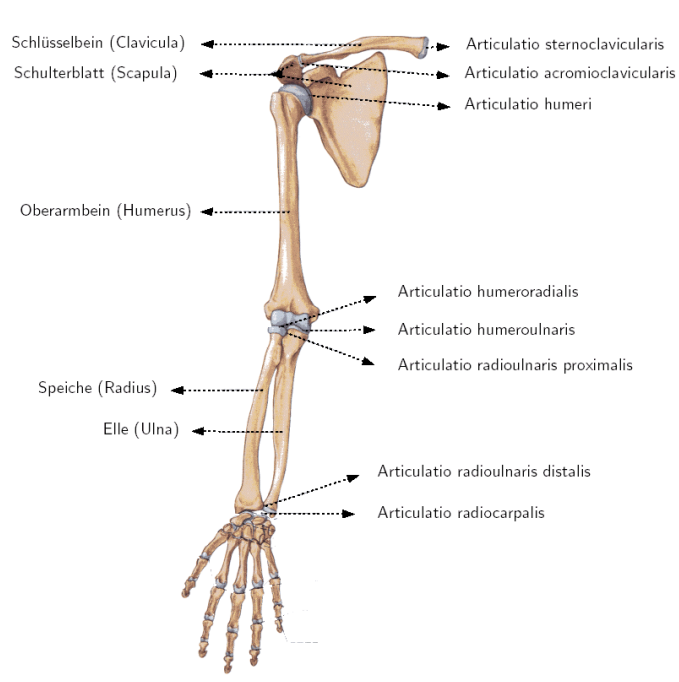 Schlüsselbein (Clavicula)
Articulatio sternoclavicularis
Schulterblatt (Scapula)
Articulatio acromioclavicularis
Articulatio humeri
Oberarmbein (Humerus)
Articulatio humeroradialis
Articulatio humeroulnaris
Articulatio radioulnaris proximalis
Speiche (Radius)
Elle (Ulna)
Articulatio radioulnaris distalis
Articulatio radiocarpalis